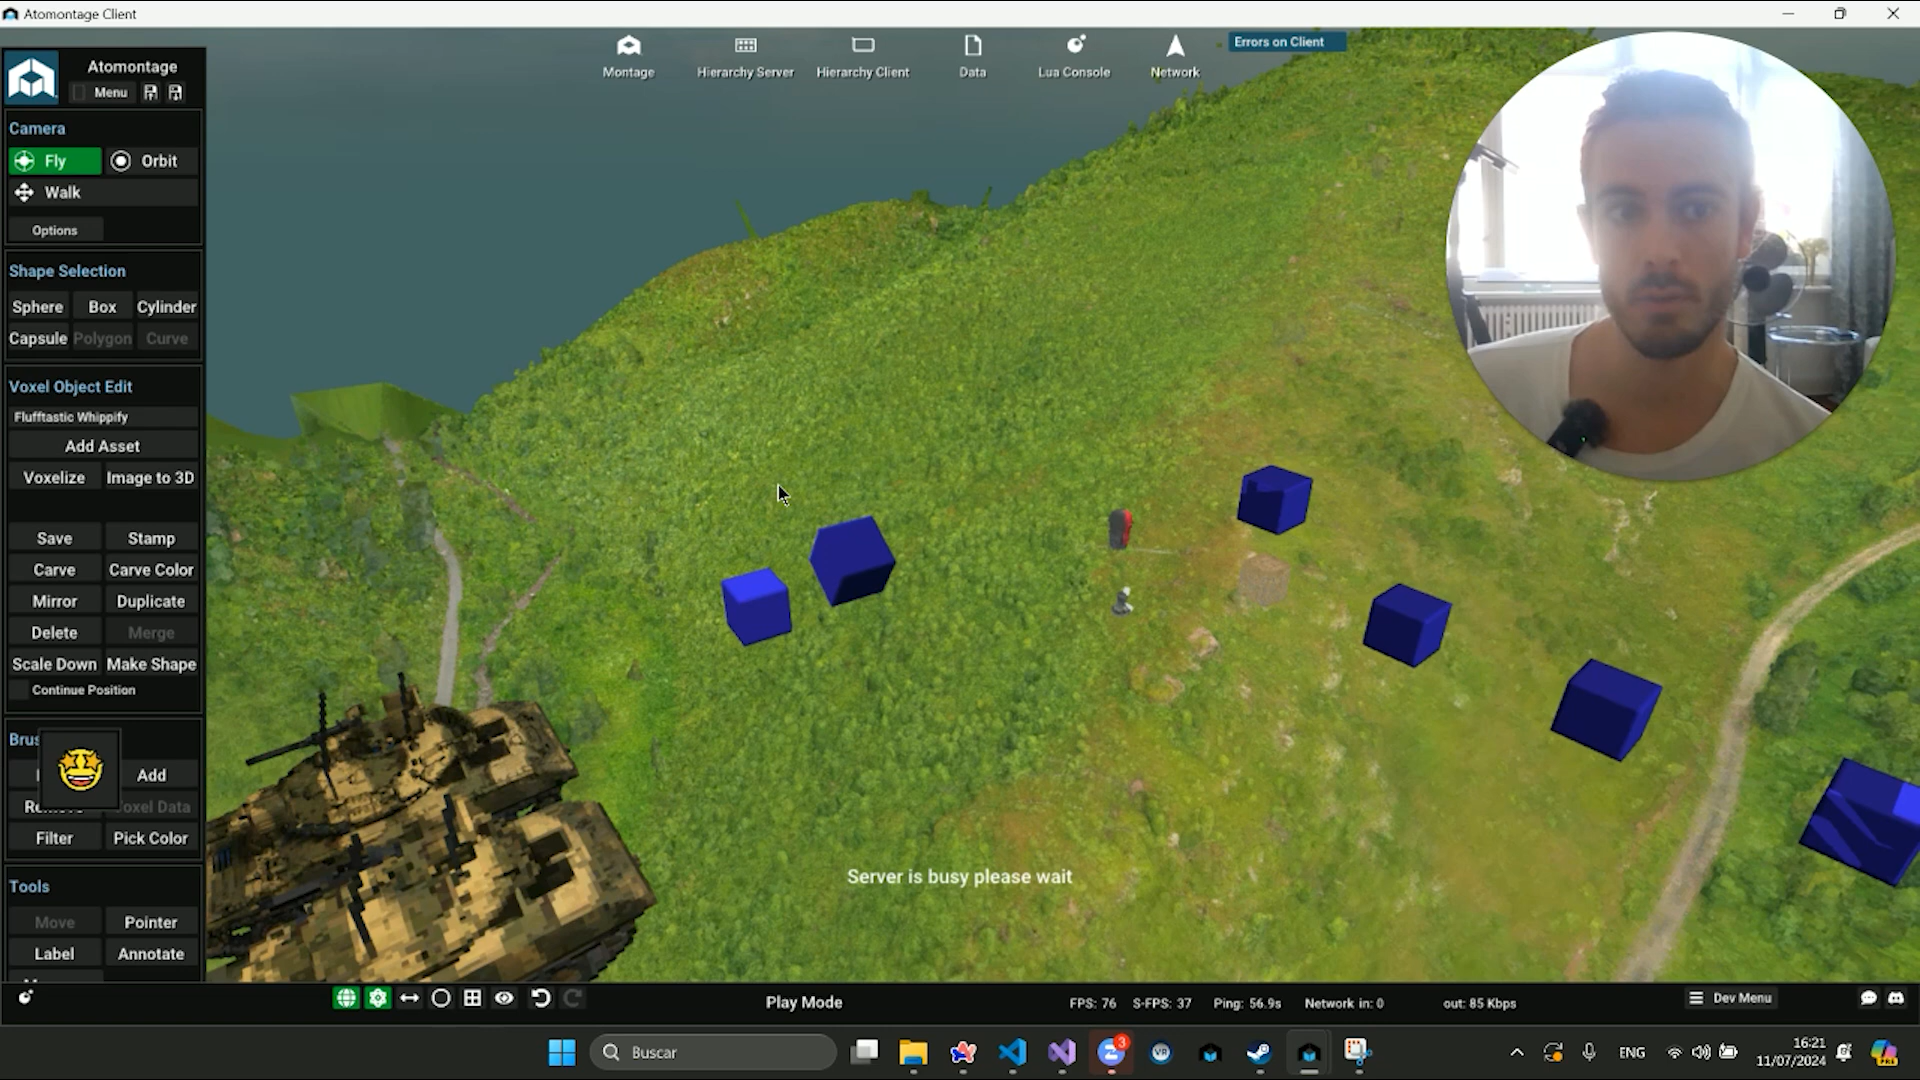 Atomontage Client
Montage
Hierarchy Server
Hierarchy Client
Data
Lua Console
Network
Errors on Client
Atomontage
Menu
Camera
Fly
Orbit
Walk
Options
Shape Selection
Sphere
Box
Cylinder
Capsule
Polygon
Curve
Voxel Object Edit
Flufftastic Whippify
Add Asset
Voxelize
Image to 3D
Save
Stamp
Carve
Carve Color
Mirror
Duplicate
Delete
Merge
Scale Down
Make Shape
Continue Position
Brus
Add
Filter
Pick Color
Tools
Move
Pointer
Label
Annotate
Server is busy please wait
Play Mode
FPS: 76
S-FPS: 37
Ping: 56.9s
Network in: 0
out: 85 Kbps
Dev Menu
Buscar
3
VR
ENG
16:21
11/07/2024